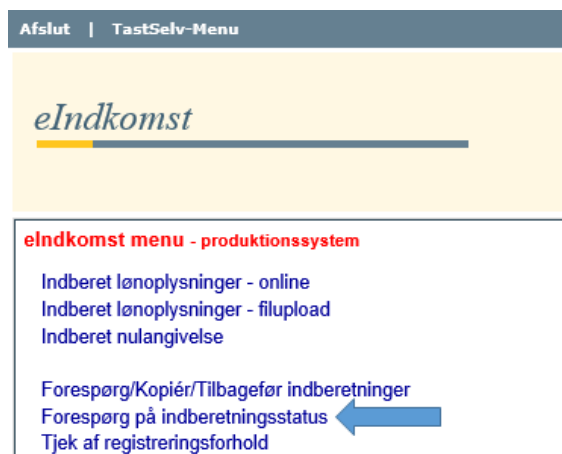 Afslut | TastSelv-Menu
eIndkomst
eIndkomst menu - produktionssystem
Indberet lønoplysninger - online
Indberet lønoplysninger - filupload
Indberet nulangivelse
Forespørg/Kopiér/Tilbagefør indberetninger
Forespørg på indberetningsstatus
Tjek af registreringsforhold